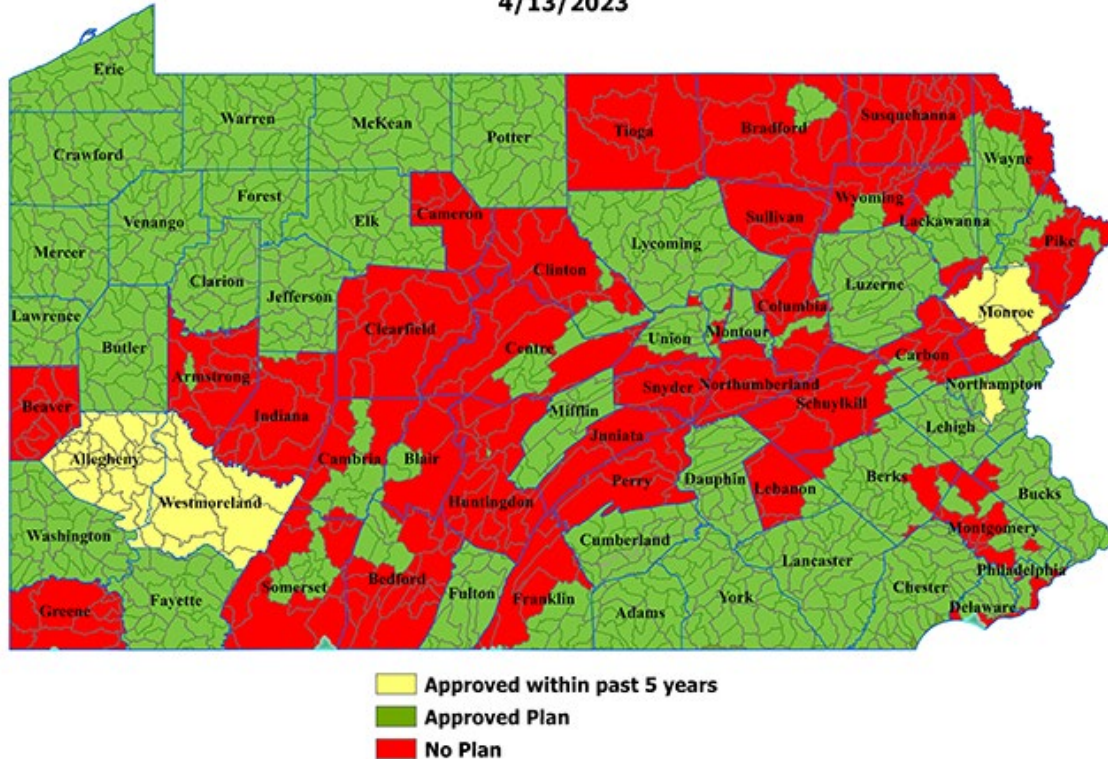 4/13/2023
Erie
Warren
McKean
Potter
Tioga
Bradford
Susquehanna
Wayne
Crawford
Forest
Venango
Elk
Cameron
Sullivan
Wyoming
Lackawanna
Pike
Mercer
Clarion
Jefferson
Clinton
Lycoming
Luzerne
Monroe
Lawrence
Butler
Clearfield
Centre
Union
Montour
Columbia
Carbon
Armstrong
Snyder
Northumberland
Schuylkill
Northampton
Beaver
Indiana
Mifflin
Juniata
Lehigh
Allegheny
Cambria
Blair
Perry
Dauphin
Lebanon
Berks
Bucks
Westmoreland
Huntingdon
Washington
Cumberland
Montgomery
Lancaster
Philadelphia
Greene
Fayette
Somerset
Bedford
Fulton
Franklin
Adams
York
Chester
Delaware
Approved within past 5 years
Approved Plan
No Plan